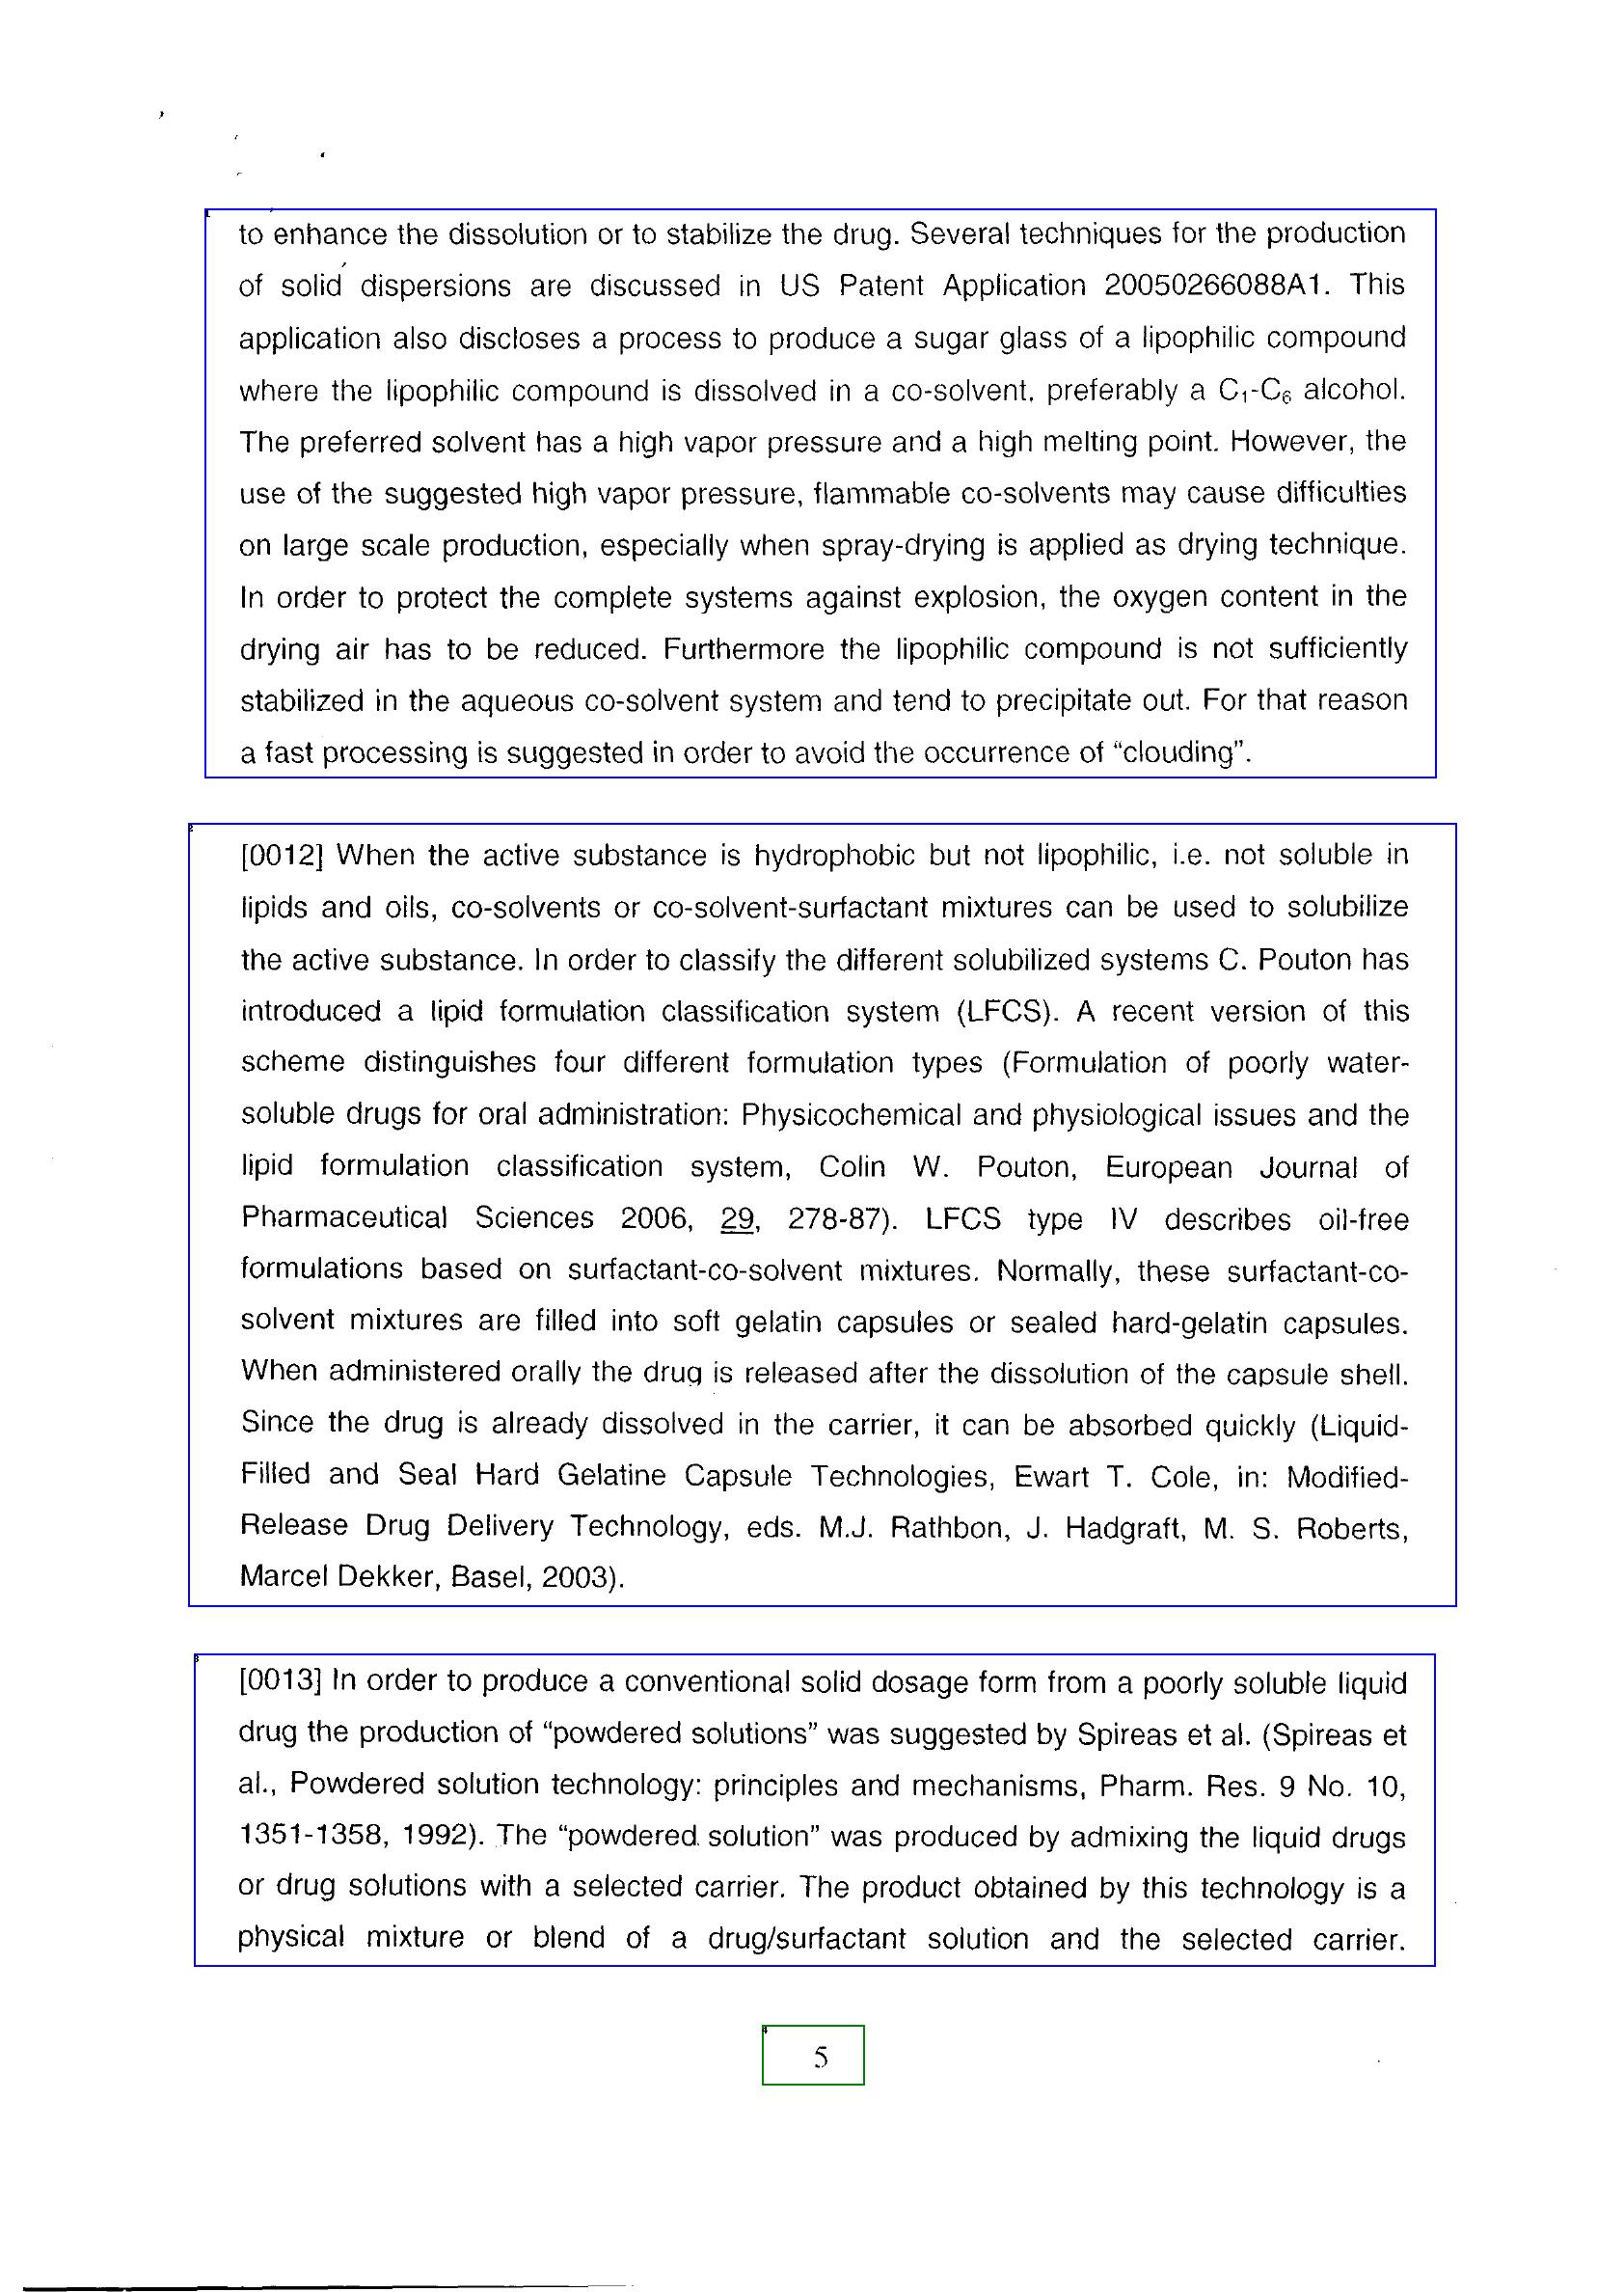 to enhance the dissolution or to stabilize the drug. Several techniques for the production
of solid dispersions are discussed in US Patent Application 20050266088A1. This
application also discloses a process to produce a sugar glass of a lipophilic compound
where the lipophilic compound is dissolved in a co-solvent, preferably a C₁-C₆ alcohol.
The preferred solvent has a high vapor pressure and a high melting point. However, the
use of the suggested high vapor pressure, flammable co-solvents may cause difficulties
on large scale production, especially when spray-drying is applied as drying technique.
In order to protect the complete systems against explosion, the oxygen content in the
drying air has to be reduced. Furthermore the lipophilic compound is not sufficiently
stabilized in the aqueous co-solvent system and tend to precipitate out. For that reason
a fast processing is suggested in order to avoid the occurrence of “clouding”.
[0012] When the active substance is hydrophobic but not lipophilic, i.e. not soluble in
lipids and oils, co-solvents or co-solvent-surfactant mixtures can be used to solubilize
the active substance. In order to classify the different solubilized systems C. Pouton has
introduced a lipid formulation classification system (LFCS). A recent version of this
scheme distinguishes four different formulation types (Formulation of poorly water-
soluble drugs for oral administration: Physicochemical and physiological issues and the
lipid formulation classification system, Colin W. Pouton, European Journal of
Pharmaceutical Sciences 2006, 29, 278-87). LFCS type IV describes oil-free
formulations based on surfactant-co-solvent mixtures. Normally, these surfactant-co-
solvent mixtures are filled into soft gelatin capsules or sealed hard-gelatin capsules.
When administered orally the drug is released after the dissolution of the capsule shell.
Since the drug is already dissolved in the carrier, it can be absorbed quickly (Liquid-
Filled and Seal Hard Gelatine Capsule Technologies, Ewart T. Cole, in: Modified-
Release Drug Delivery Technology, eds. M.J. Rathbon, J. Hadgraft, M. S. Roberts,
Marcel Dekker, Basel, 2003).
[0013] In order to produce a conventional solid dosage form from a poorly soluble liquid
drug the production of “powdered solutions” was suggested by Spireas et al. (Spireas et
al., Powdered solution technology: principles and mechanisms, Pharm. Res. 9 No. 10,
1351-1358, 1992). The “powdered solution” was produced by admixing the liquid drugs
or drug solutions with a selected carrier. The product obtained by this technology is a
physical mixture or blend of a drug/surfactant solution and the selected carrier.
5